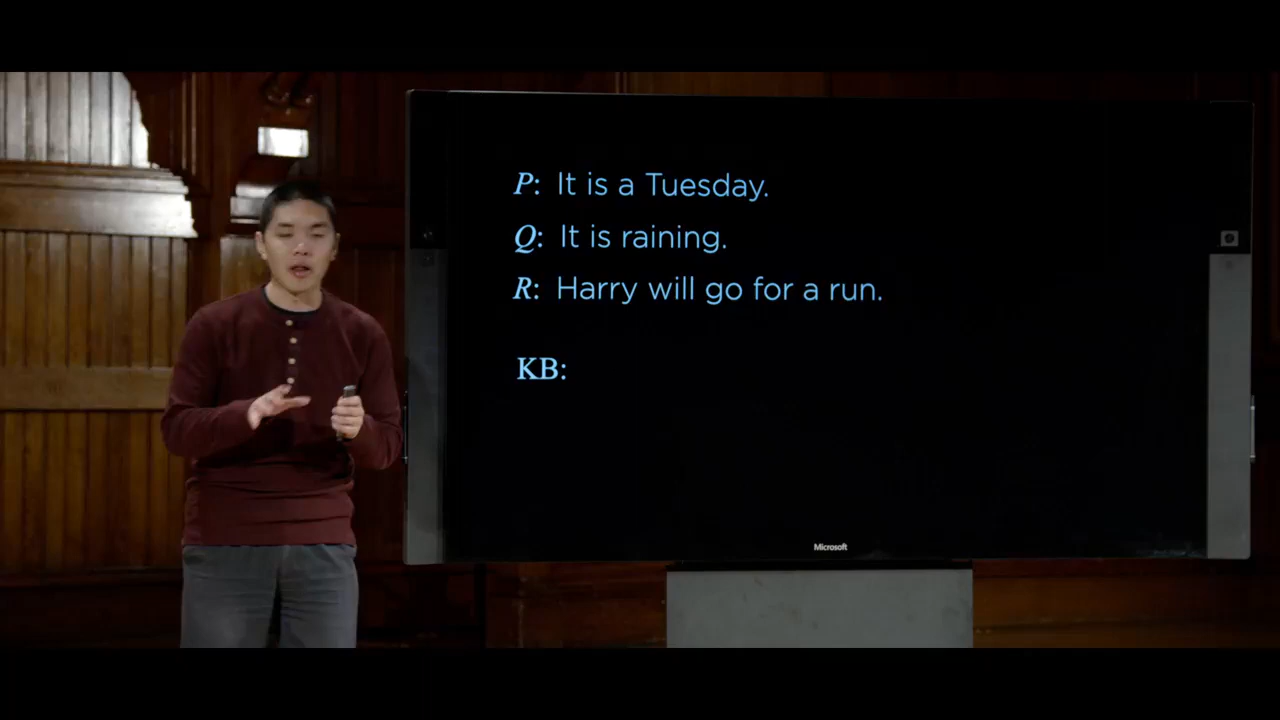 P: It is a Tuesday.
Q: It is raining.
R: Harry will go for a run.
KB:
Microsoft